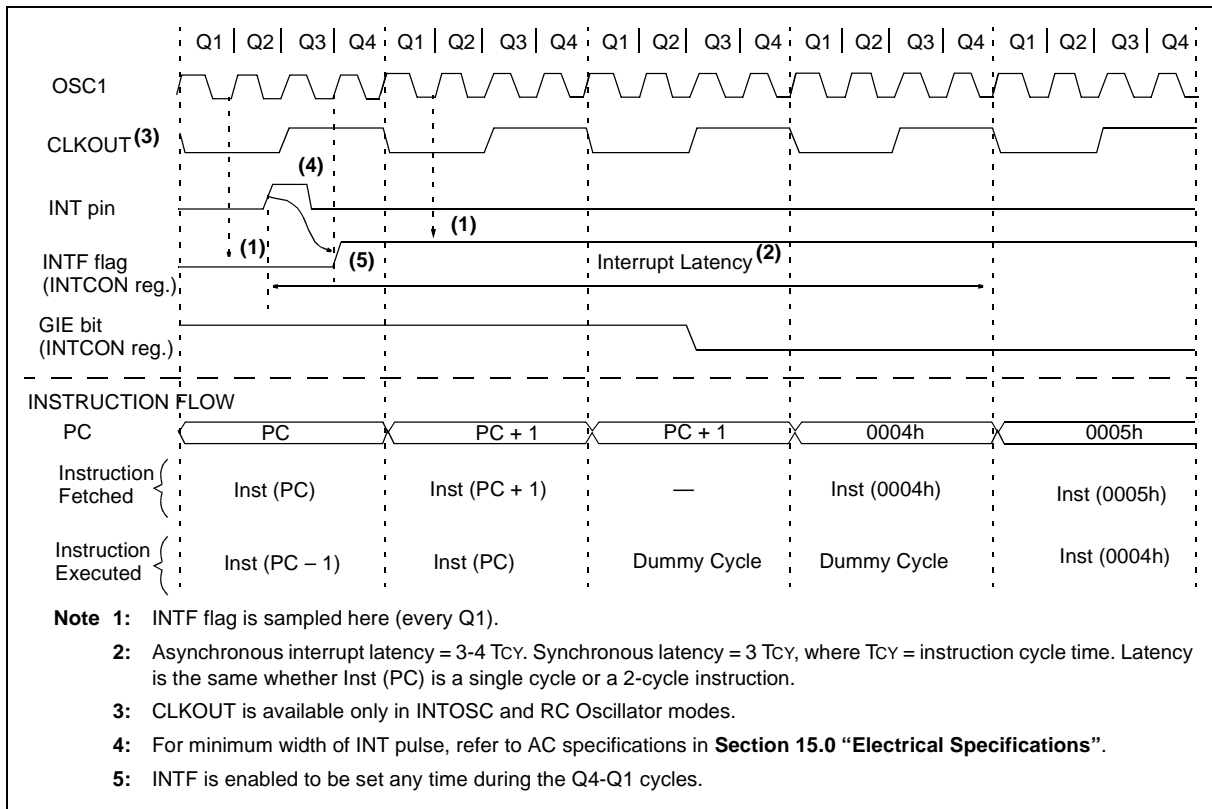 Q1 Q2 Q3 Q4 Q1 Q2 Q3 Q4 Q1 Q2 Q3 Q4 Q1 Q2 Q3 Q4 Q1 Q2 Q3 Q4
OSC1
CLKOUT (3)
(4)
INT pin
(1) (1)
(5) Interrupt Latency (2)
INTF flag
(INTCON reg.)
GIE bit
(INTCON reg.)
INSTRUCTION FLOW
PC PC PC + 1 PC + 1 0004h 0005h
Instruction
Fetched
Inst (PC) Inst (PC + 1) — Inst (0004h) Inst (0005h)
Instruction
Executed
Inst (PC – 1) Inst (PC) Dummy Cycle Dummy Cycle Inst (0004h)
Note 1: INTF flag is sampled here (every Q1).
2: Asynchronous interrupt latency = 3-4 TCY. Synchronous latency = 3 TCY, where TCY = instruction cycle time. Latency
is the same whether Inst (PC) is a single cycle or a 2-cycle instruction.
3: CLKOUT is available only in INTOSC and RC Oscillator modes.
4: For minimum width of INT pulse, refer to AC specifications in Section 15.0 “Electrical Specifications”.
5: INTF is enabled to be set any time during the Q4-Q1 cycles.